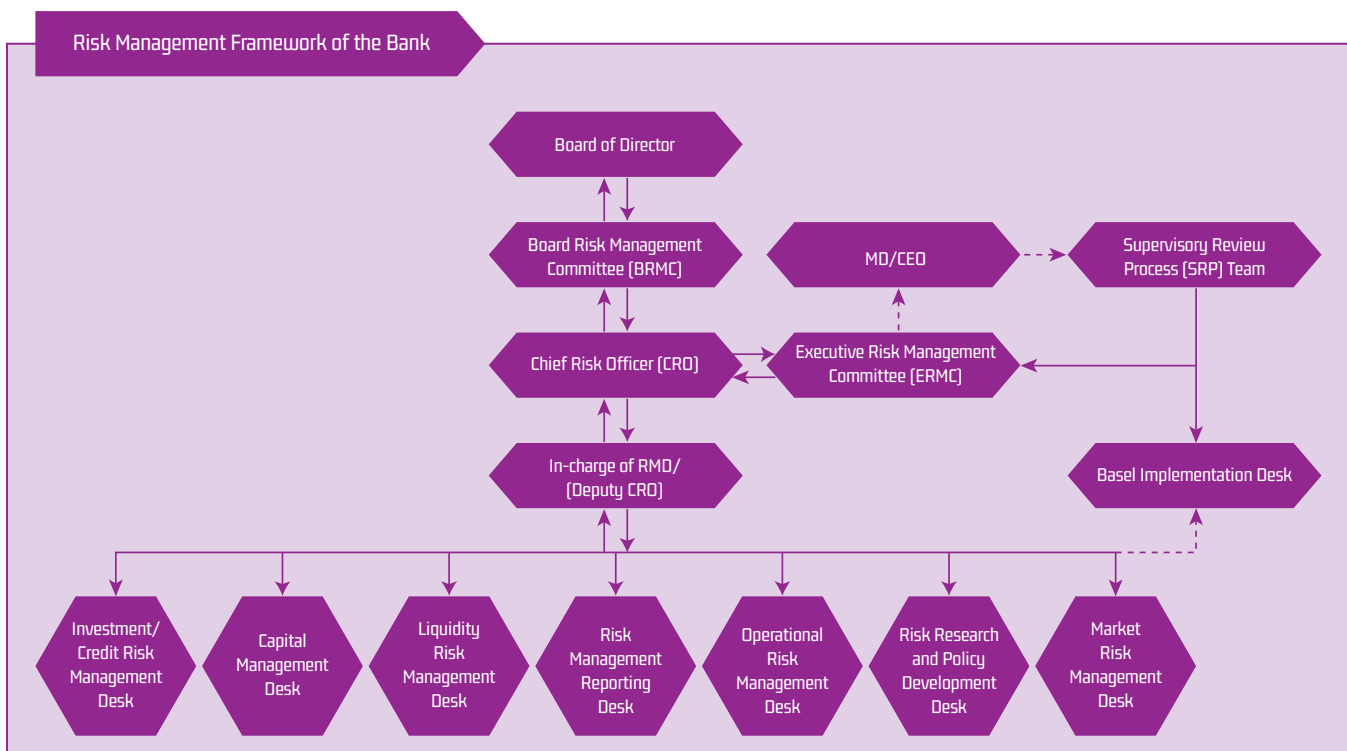 Risk Management Framework of the Bank
Board of Director
Board Risk Management
Committee (BRMC)
MD/CEO
Supervisory Review
Process (SRP) Team
Chief Risk Officer (CRO)
Executive Risk Management
Committee (ERMC)
In-charge of RMD/
(Deputy CRO)
Basel Implementation Desk
Investment/
Credit Risk
Management
Desk
Capital
Management
Desk
Liquidity
Risk
Management
Desk
Risk
Management
Reporting
Desk
Operational
Risk
Management
Desk
Risk Research
and Policy
Development
Desk
Market
Risk
Management
Desk